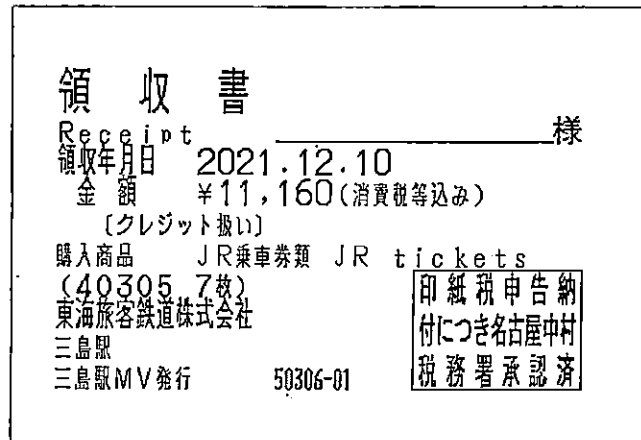 領収書
Receipt 様
領収年月日 2021.12.10
金額 ¥11,160(消費税等込み)
〔クレジット扱い〕
購入商品 JR乗車券類 JR tickets
(40305 7枚)
東海旅客鉄道株式会社
三島駅
三島駅MV発行 50306-01
印紙税申告納
付につき名古屋中村
税務署承認済